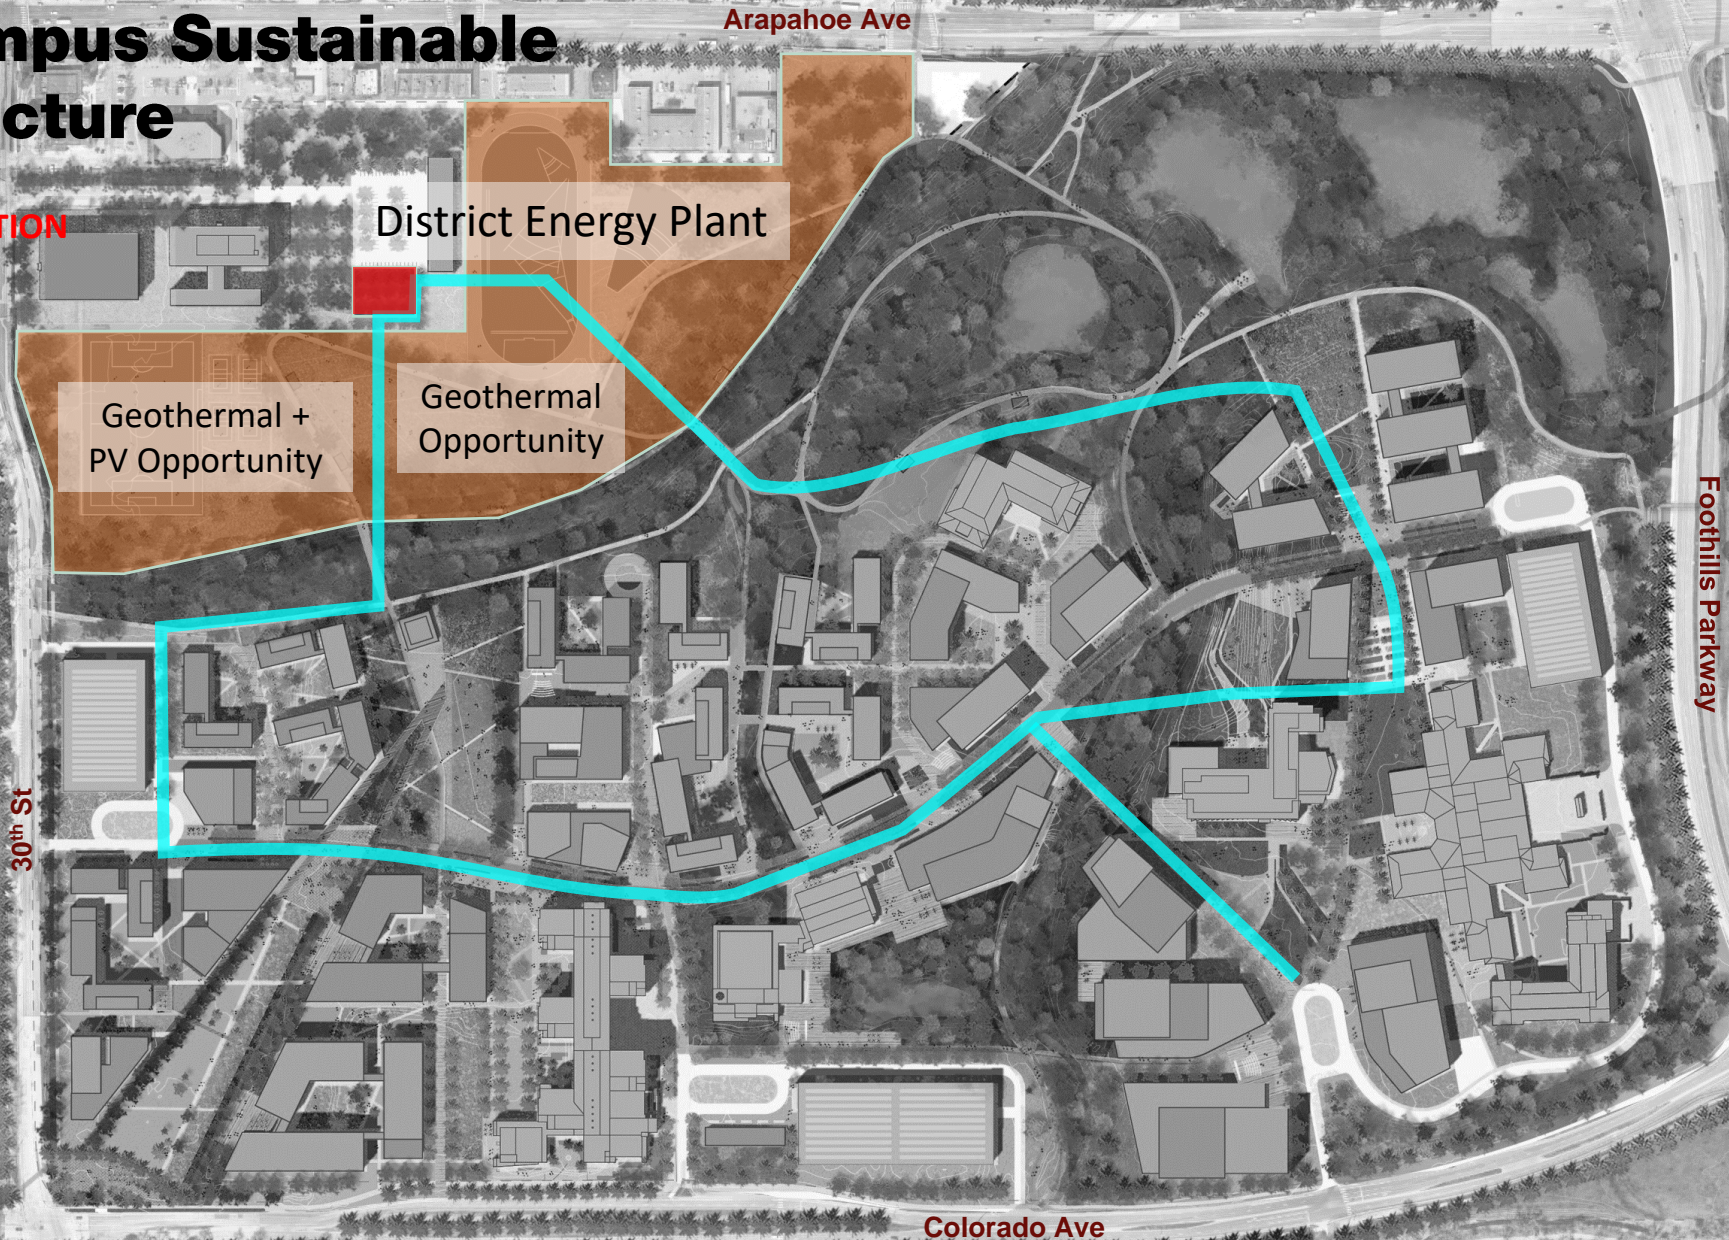 Arapahoe Ave
mpus Sustainable
cture
TION
District Energy Plant
Geothermal +
PV Opportunity
Geothermal
Opportunity
Foothills Parkway
30th St
Colorado Ave